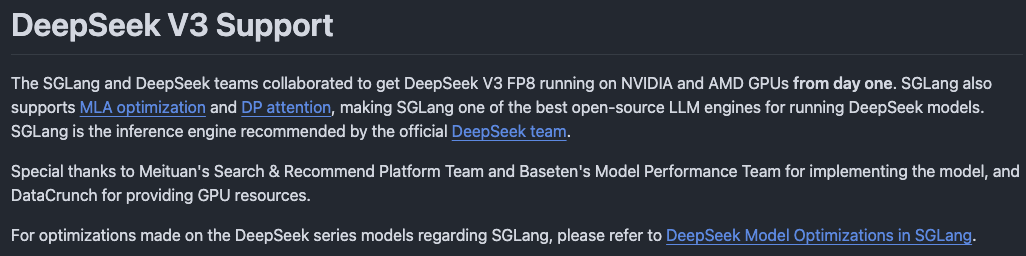 DeepSeek V3 Support
The SGLang and DeepSeek teams collaborated to get DeepSeek V3 FP8 running on NVIDIA and AMD GPUs from day one. SGLang also
supports MLA optimization and DP attention, making SGLang one of the best open-source LLM engines for running DeepSeek models.
SGLang is the inference engine recommended by the official DeepSeek team.
Special thanks to Meituan's Search & Recommend Platform Team and Baseten's Model Performance Team for implementing the model, and
DataCrunch for providing GPU resources.
For optimizations made on the DeepSeek series models regarding SGLang, please refer to DeepSeek Model Optimizations in SGLang.